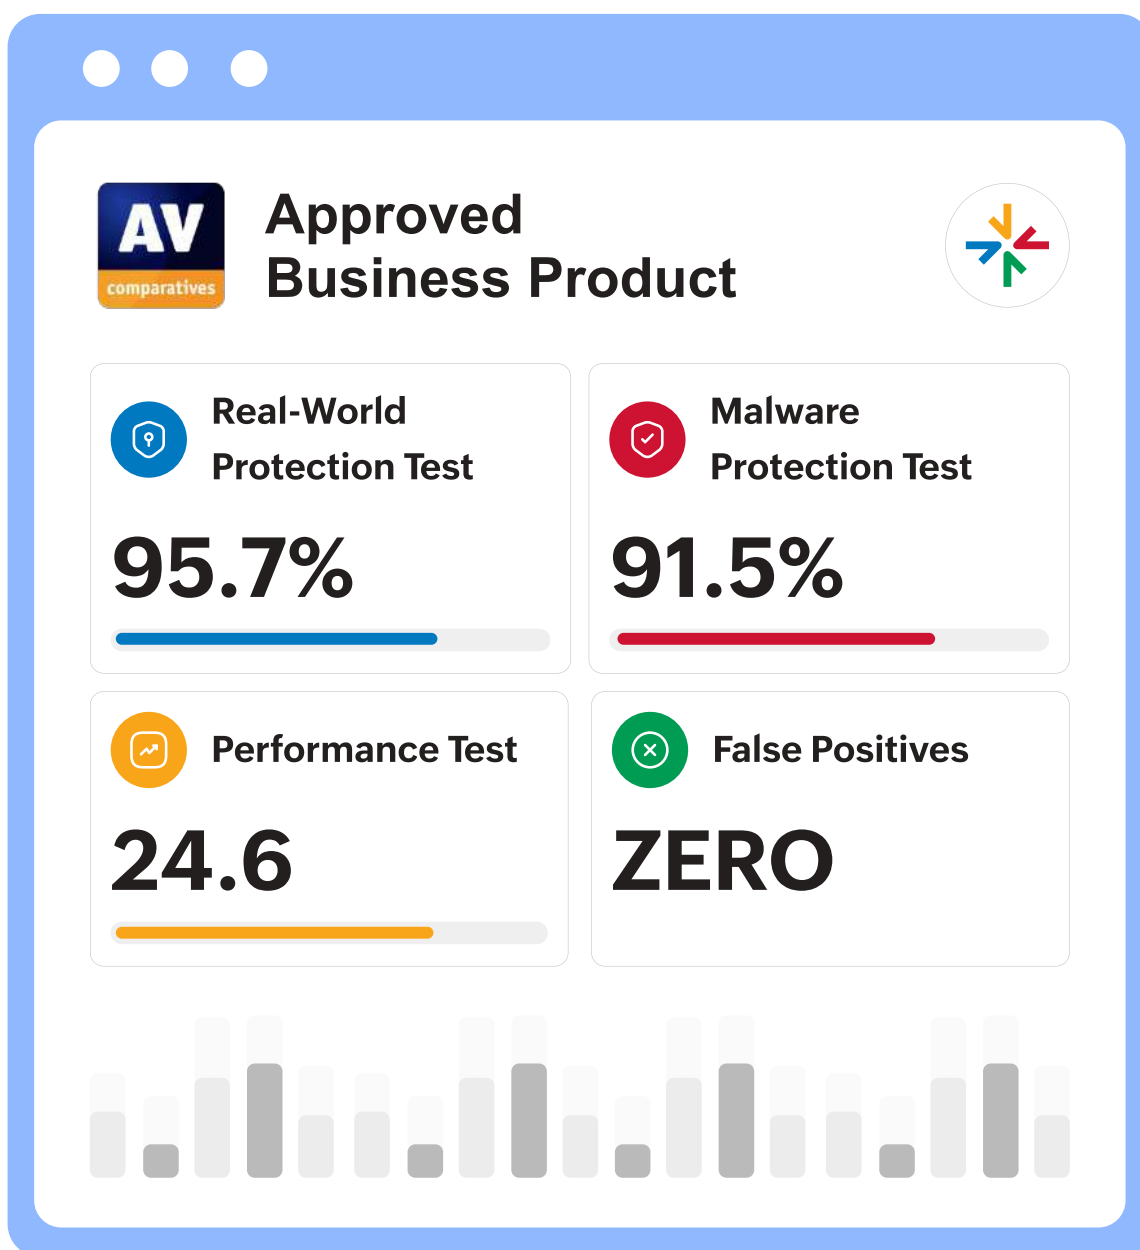 AV
comparatives
Approved
Business Product
Real-World
Protection Test
95.7%
Malware
Protection Test
91.5%
Performance Test
24.6
False Positives
ZERO